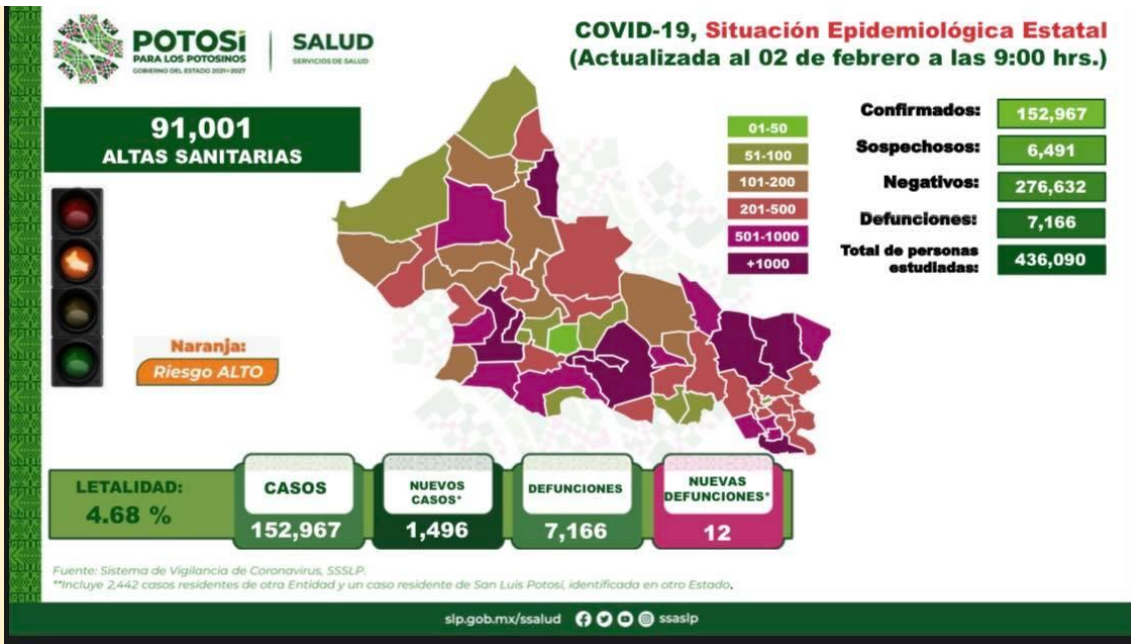 POTOSÍ
PARA LOS POTOSINOS
GOBIERNO DEL ESTADO 2021-2027
SALUD
SERVICIOS DE SALUD
COVID-19, Situación Epidemiológica Estatal
(Actualizada al 02 de febrero a las 9:00 hrs.)
91,001
ALTAS SANITARIAS
Naranja:
Riesgo ALTO
01-50
51-100
101-200
201-500
501-1000
+1000
Confirmados: 152,967
Sospechosos: 6,491
Negativos: 276,632
Defunciones: 7,166
Total de personas
estudiadas: 436,090
LETALIDAD:
4.68 %
CASOS
152,967
NUEVOS
CASOS*
1,496
DEFUNCIONES
7,166
NUEVAS
DEFUNCIONES*
12
Fuente: Sistema de Vigilancia de Coronavirus, SSSLP.
**Incluye 2,442 casos residentes de otra Entidad y un caso residente de San Luis Potosí, identificada en otro Estado.
slp.gob.mx/ssalud ssaslp